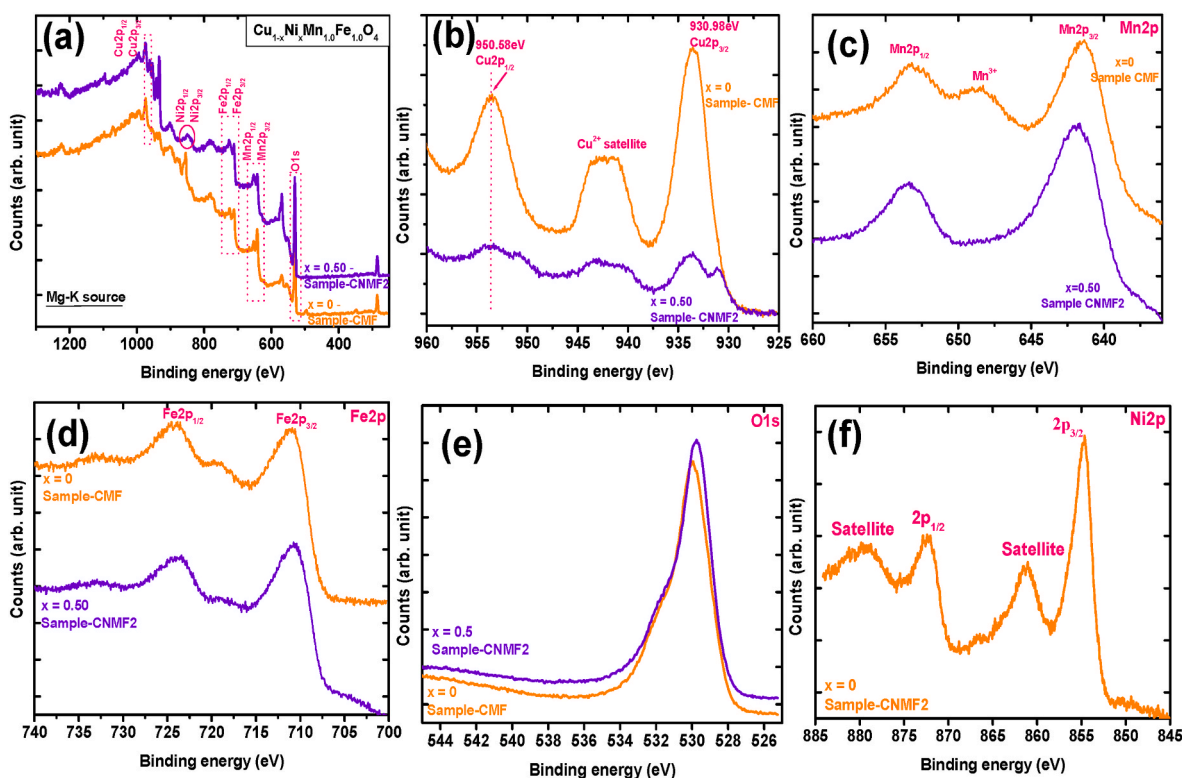 (a)
Cu₁₋ₓNiₓMn₁.₀Fe₁.₀O₄
Cu2p₁/₂
Cu2p₃/₂
Ni2p₁/₂
Ni2p₃/₂
Fe2p₁/₂
Fe2p₃/₂
Mn2p₁/₂
Mn2p₃/₂
O1s
x = 0.50 -
Sample-CNMF2
x = 0 -
Sample-CMF
Mg-K source
Counts (arb. unit)
1200 1000 800 600 400 200
Binding energy (eV)
(b)
950.58eV
Cu2p₁/₂
930.98eV
Cu2p₃/₂
x = 0
Sample- CMF
Cu²⁺ satellite
x = 0.50
Sample- CNMF2
Counts (arb. unit)
960 955 950 945 940 935 930 925
Binding energy (ev)
(c)
Mn2p
Mn2p₁/₂
Mn³⁺
Mn2p₃/₂
x=0
Sample CMF
x=0.50
Sample CNMF2
Counts (arb. unit)
660 655 650 645 640
Binding energy (eV)
(d)
Fe2p
Fe2p₁/₂
Fe2p₃/₂
x = 0
Sample-CMF
x = 0.50
Sample-CNMF2
Counts (arb. unit)
740 735 730 725 720 715 710 705 700
Binding energy (eV)
(e)
O1s
x = 0.5
Sample-CNMF2
x = 0
Sample-CMF
Counts (arb. unit)
544 542 540 538 536 534 532 530 528 526
Binding energy (eV)
(f)
Ni2p
2p₃/₂
2p₁/₂
Satellite
Satellite
x = 0
Sample-CNMF2
Counts (arb. unit)
885 880 875 870 865 860 855 850 845
Binding energy (eV)